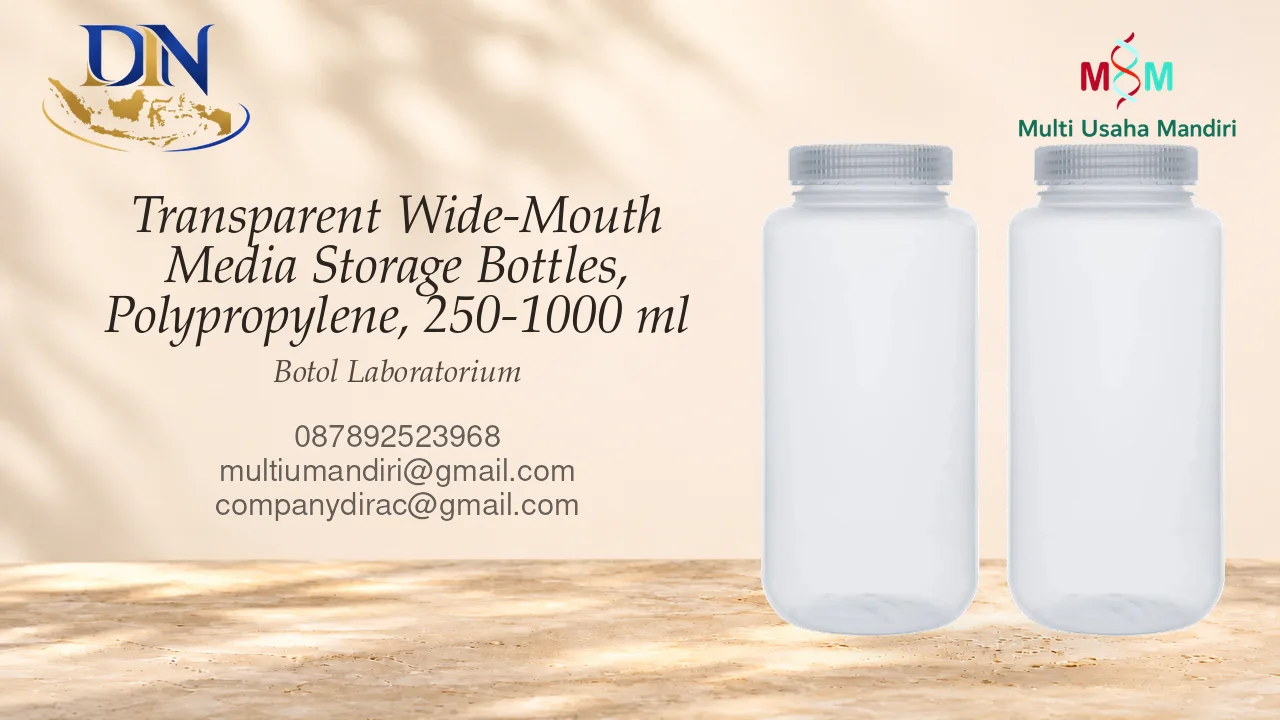 DIN
M M
Multi Usaha Mandiri
Transparent Wide-Mouth
Media Storage Bottles,
Polypropylene, 250-1000 ml
Botol Laboratorium
087892523968
multiumandiri@gmail.com
companydirac@gmail.com